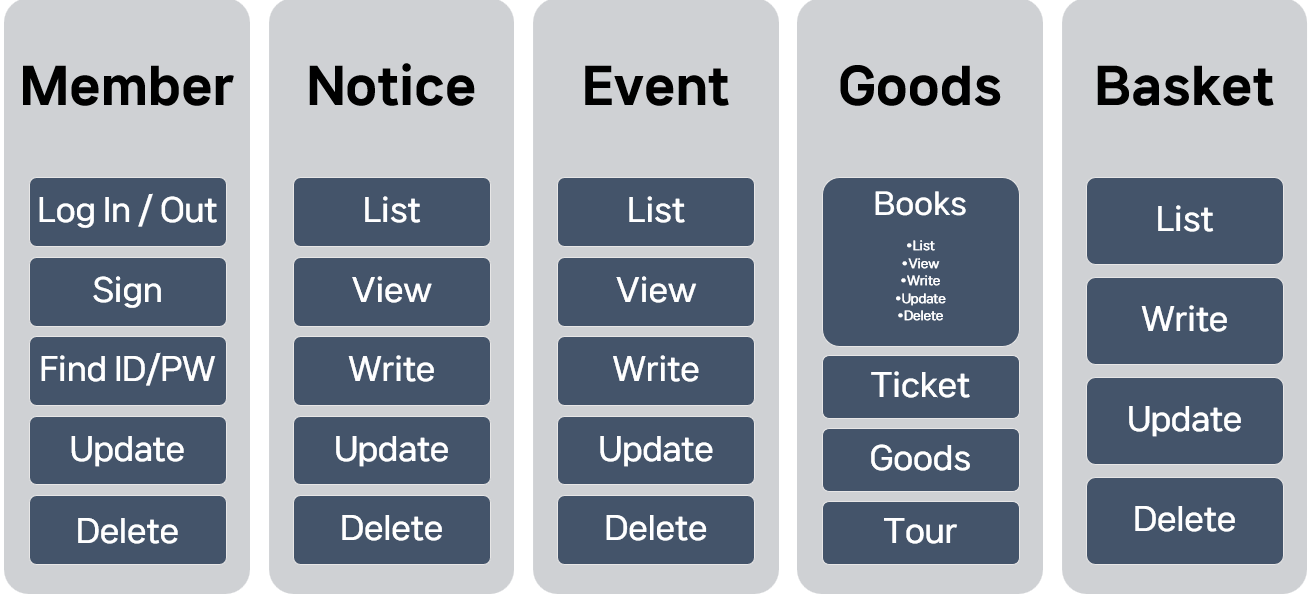 Member
Log In / Out
Sign
Find ID/PW
Update
Delete
Notice
List
View
Write
Update
Delete
Event
List
View
Write
Update
Delete
Goods
Books
•List
•View
•Write
•Update
•Delete
Ticket
Goods
Tour
Basket
List
Write
Update
Delete